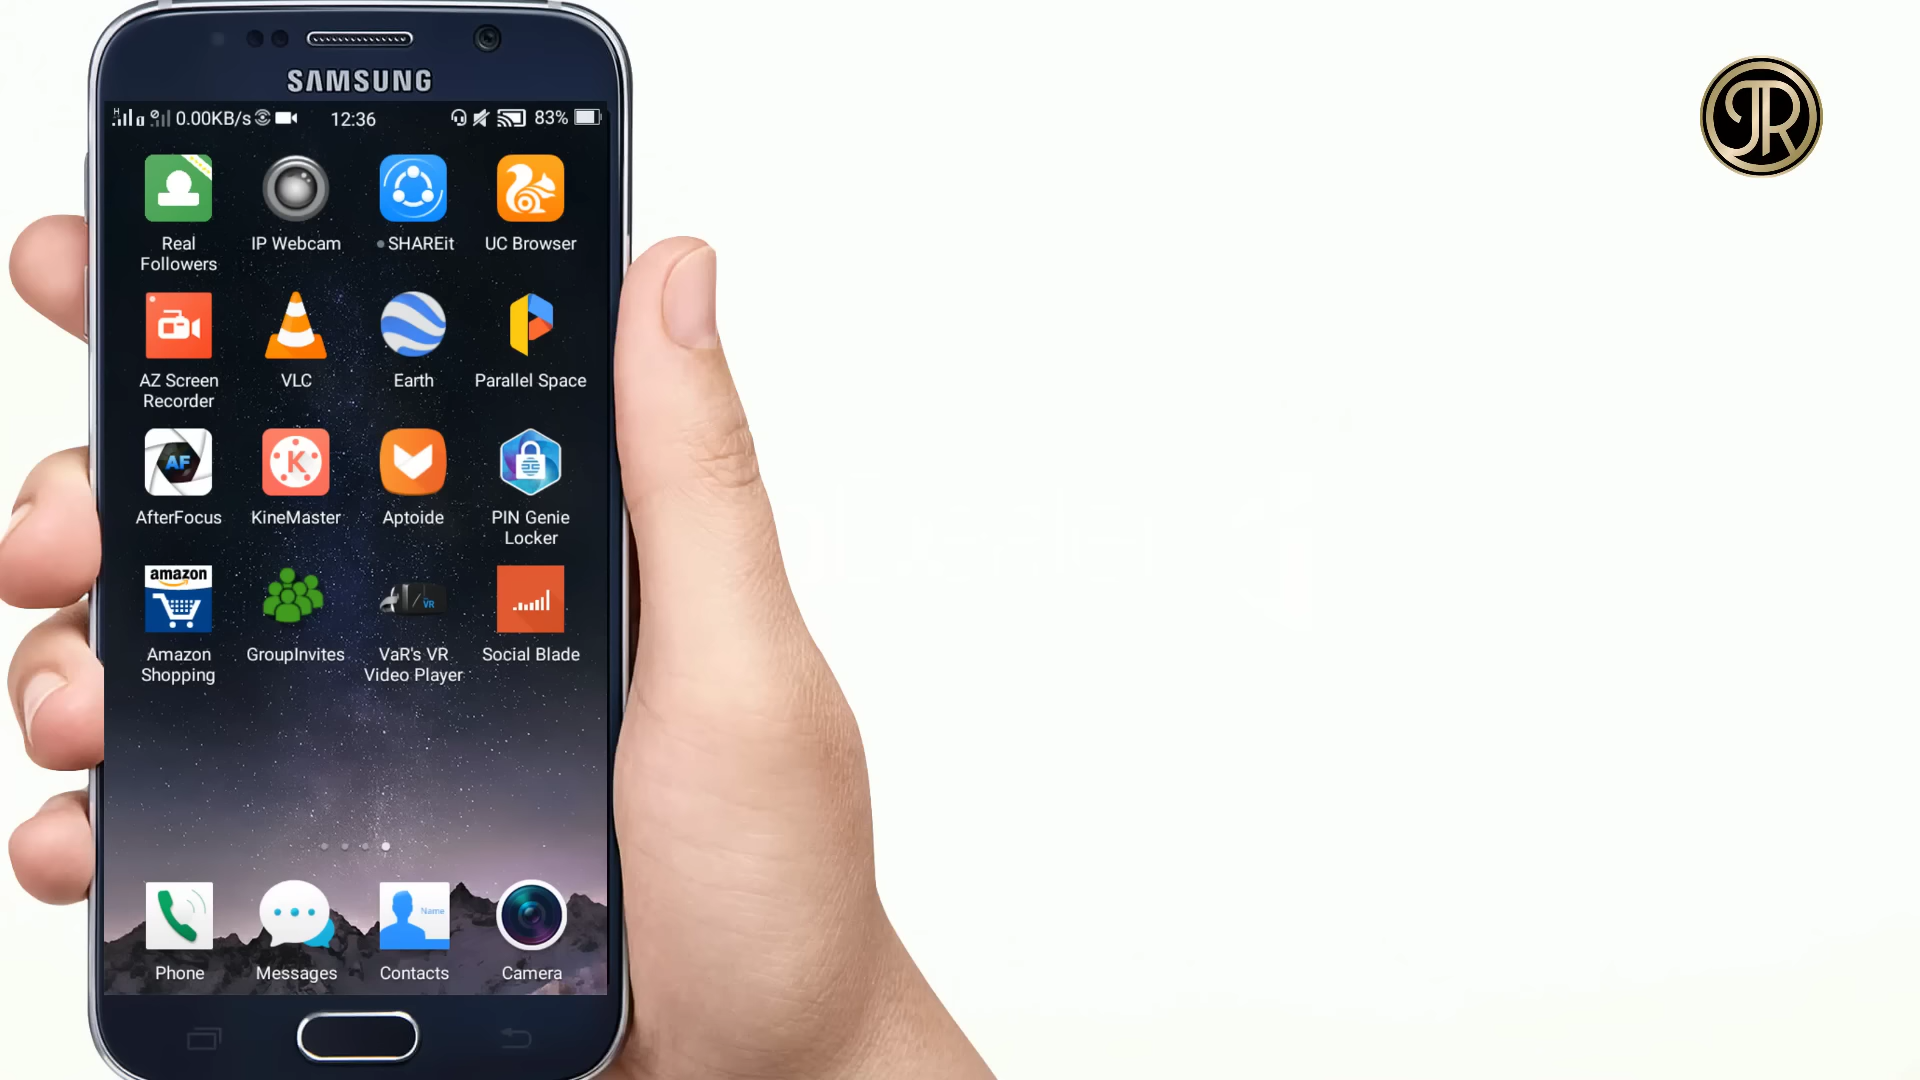 SAMSUNG
0.00KB/s 12:36 83%
Real Followers
IP Webcam
SHAREit
UC Browser
AZ Screen Recorder
VLC
Earth
Parallel Space
AF
AfterFocus
K
KineMaster
Aptoide
PIN Genie Locker
amazon
Amazon Shopping
GroupInvites
VR
VaR's VR Video Player
Social Blade
Phone
Messages
Name
Contacts
Camera
JR